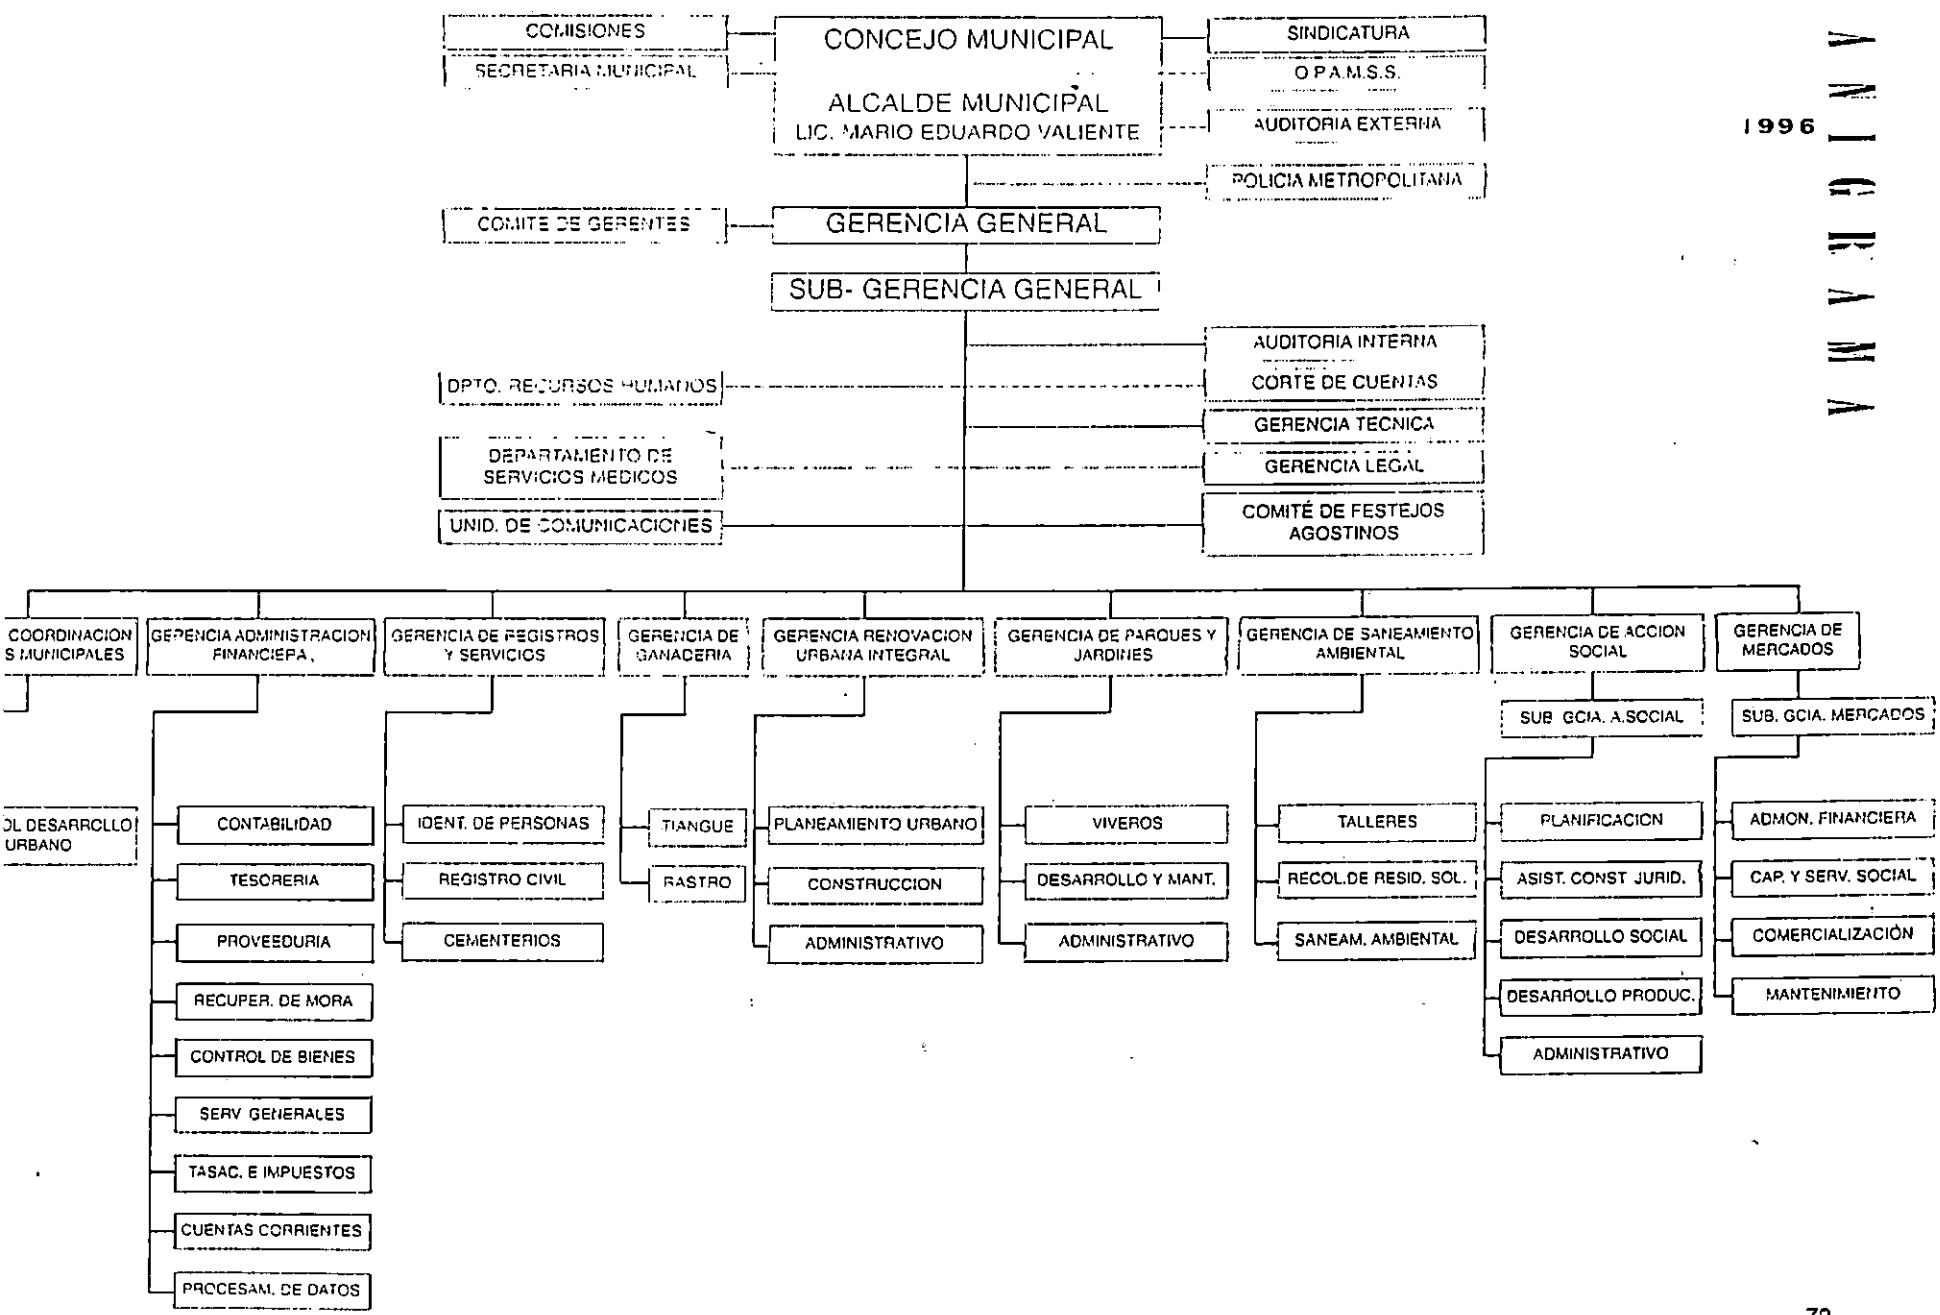 COMISIONES
CONCEJO MUNICIPAL
SINDICATURA
SECRETARIA MUNICIPAL
O.P.A.M.S.S.
ALCALDE MUNICIPAL
LIC. MARIO EDUARDO VALIENTE
AUDITORIA EXTERNA
1996
POLICIA METROPOLITANA
COMITE DE GERENTES
GERENCIA GENERAL
SUB- GERENCIA GENERAL
AUDITORIA INTERNA
DPTO. RECURSOS HUMANOS
CORTE DE CUENTAS
GERENCIA TECNICA
DEPARTAMENTO DE
SERVICIOS MEDICOS
GERENCIA LEGAL
UNID. DE COMUNICACIONES
COMITÉ DE FESTEJOS
AGOSTINOS
COORDINACIÓN
S MUNICIPALES
GERENCIA ADMINISTRACION
FINANCIERA
GERENCIA DE REGISTROS
Y SERVICIOS
GERENCIA DE
GANADERIA
GERENCIA RENOVACION
URBANA INTEGRAL
GERENCIA DE PARQUES Y
JARDINES
GERENCIA DE SANEAMIENTO
AMBIENTAL
GERENCIA DE ACCION
SOCIAL
GERENCIA DE
MERCADOS
SUB GCIA. A.SOCIAL
SUB. GCIA. MERCADOS
OL DESARROLLO
URBANO
CONTABILIDAD
TESORERIA
PROVEEDURIA
RECUPER. DE MORA
CONTROL DE BIENES
SERV. GENERALES
TASAC. E IMPUESTOS
CUENTAS CORRIENTES
PROCESAM. DE DATOS
IDENT. DE PERSONAS
REGISTRO CIVIL
CEMENTERIOS
TIANGUE
RASTRO
PLANEAMIENTO URBANO
CONSTRUCCION
ADMINISTRATIVO
VIVEROS
DESARROLLO Y MANT.
ADMINISTRATIVO
TALLERES
RECOL.DE RESID. SOL.
SANEAM. AMBIENTAL
PLANIFICACION
ASIST. CONST JURID.
DESARROLLO SOCIAL
DESARROLLO PRODUC.
ADMINISTRATIVO
ADMON. FINANCIERA
CAP. Y SERV. SOCIAL
COMERCIALIZACIÓN
MANTENIMIENTO